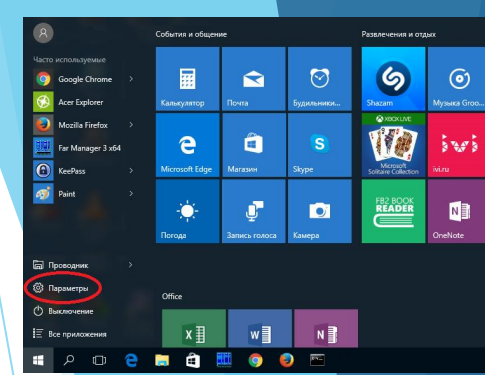 События и общение
Развлечения и отдых
Часто используемые
Google Chrome
Acer Explorer
Mozilla Firefox
Far Manager 3 x64
KeePass
Paint
Калькулятор
Почта
Будильники...
Shazam
Музыка Groo...
XBOX LIVE
Microsoft Edge
Магазин
Skype
Microsoft
Solitaire Collection
ivi
ivi.ru
Погода
Запись голоса
Камера
FB2 BOOK
READER
N
OneNote
Проводник
Параметры
Выключение
Все приложения
Office
X
W
N